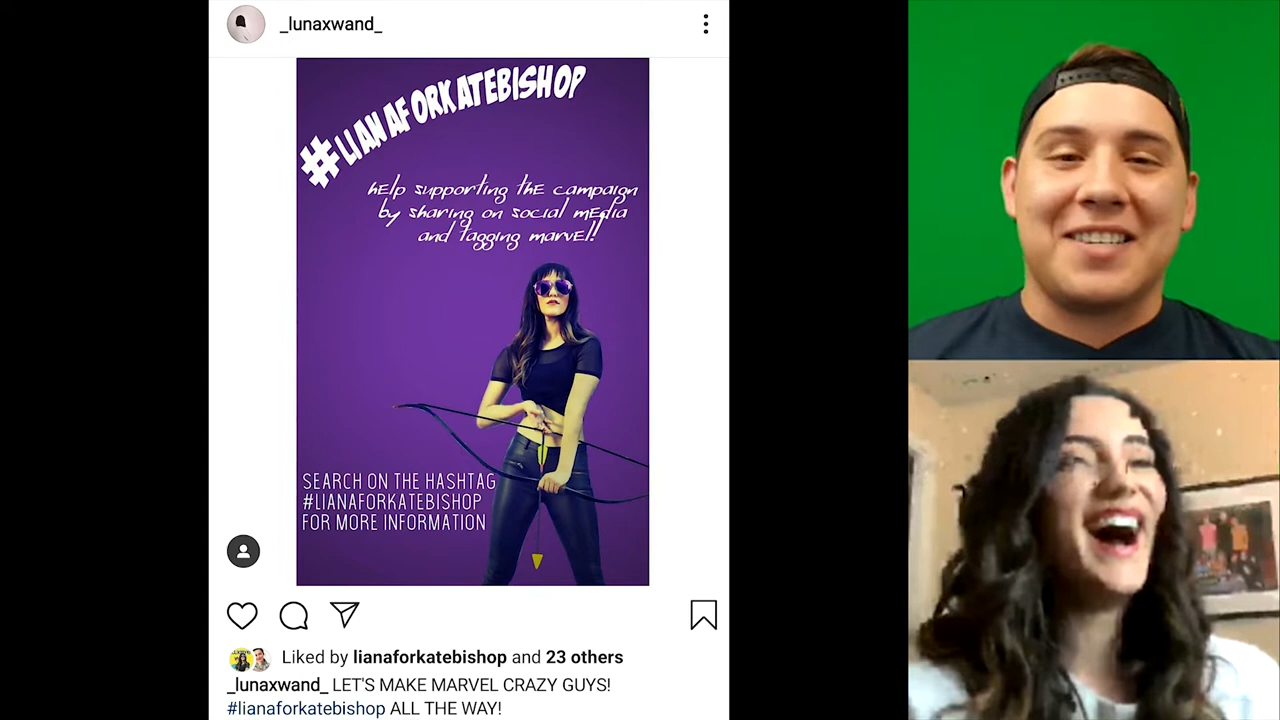 _lunaxwand_
#LIANAFORKATEBISHOP
help supporting the campaign
by sharing on social media
and tagging marvel!!
SEARCH ON THE HASHTAG
#LIANAFORKATEBISHOP
FOR MORE INFORMATION
Liked by lianaforkatebishop and 23 others
_lunaxwand_ LET'S MAKE MARVEL CRAZY GUYS!
#lianaforkatebishop ALL THE WAY!